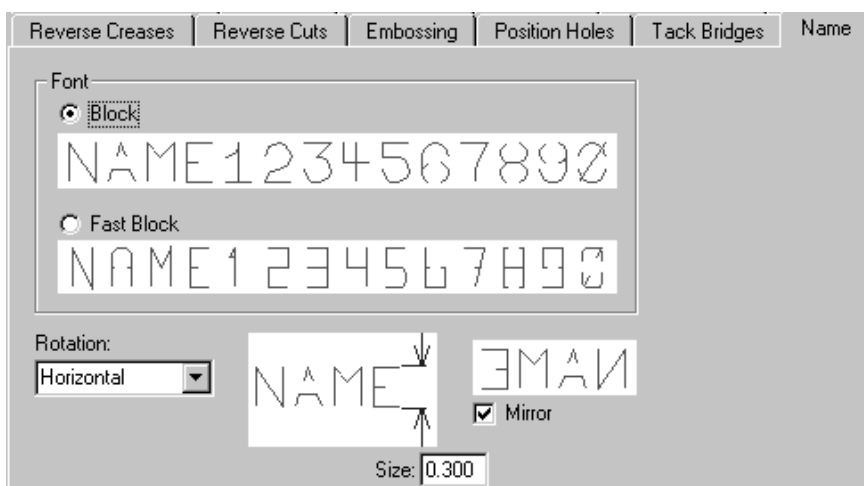 Reverse Creases Reverse Cuts Embossing Position Holes Tack Bridges Name
Font
Block
NAME1234567890
Fast Block
NAME1234567890
Rotation:
Horizontal
NAME
EMAN
Mirror
Size: 0.300